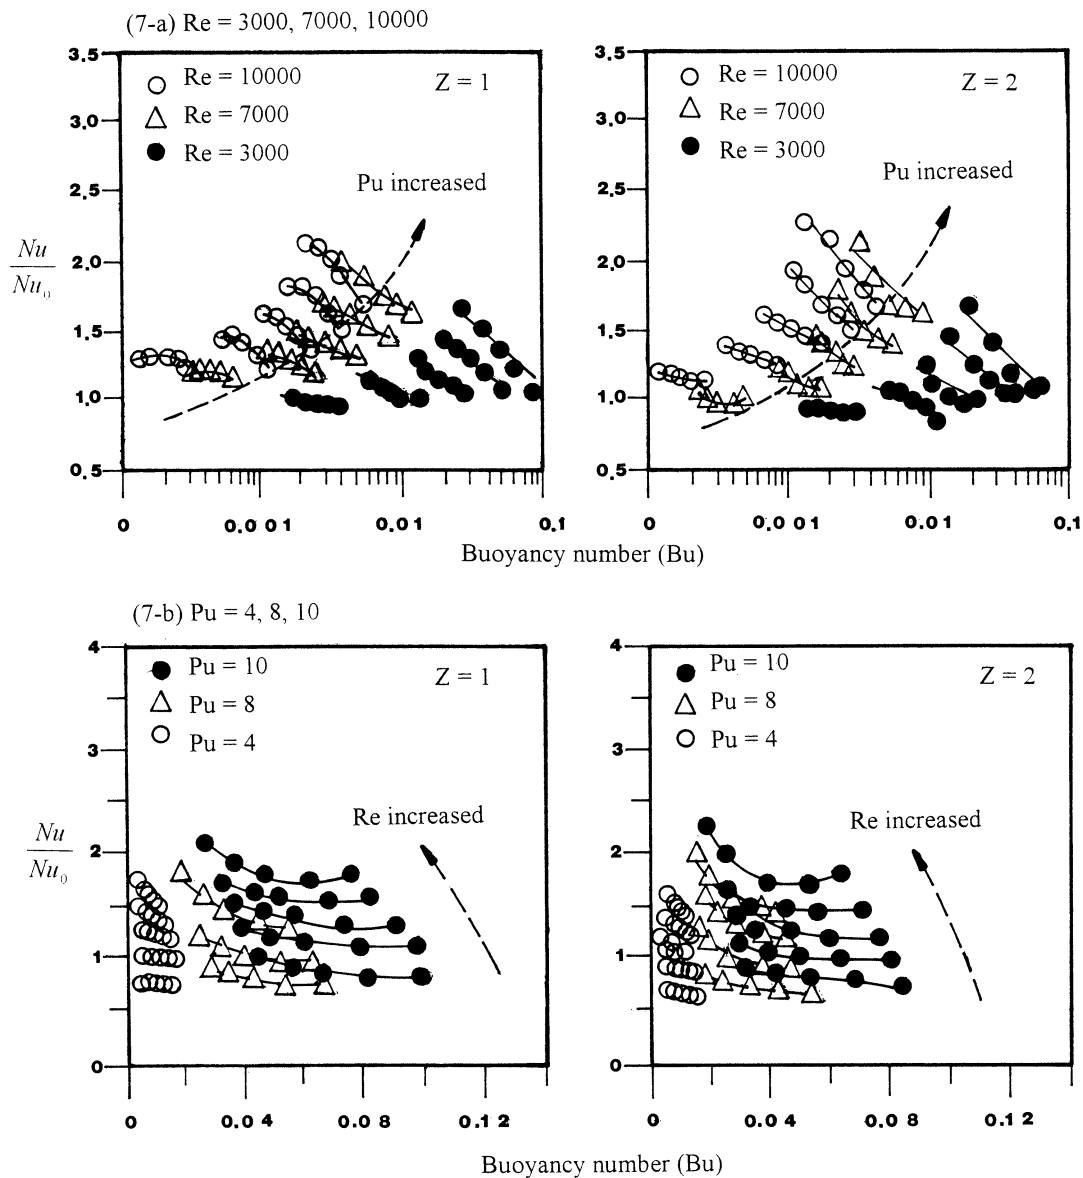 (7-a) Re = 3000, 7000, 10000
3.5
3.0
2.5
2.0
1.5
1.0
0.5
Nu
Nu₀
Re = 10000
Re = 7000
Re = 3000
Z = 1
Pu increased
0 0.001 0.01 0.1
3.5
3.0
2.5
2.0
1.5
1.0
0.5
Re = 10000
Re = 7000
Re = 3000
Z = 2
Pu increased
0 0.001 0.01 0.1
Buoyancy number (Bu)
(7-b) Pu = 4, 8, 10
4
3
2
1
0
Nu
Nu₀
Pu = 10
Pu = 8
Pu = 4
Z = 1
Re increased
0 0.04 0.08 0.12
4
3
2
1
0
Pu = 10
Pu = 8
Pu = 4
Z = 2
Re increased
0 0.04 0.08 0.12
Buoyancy number (Bu)